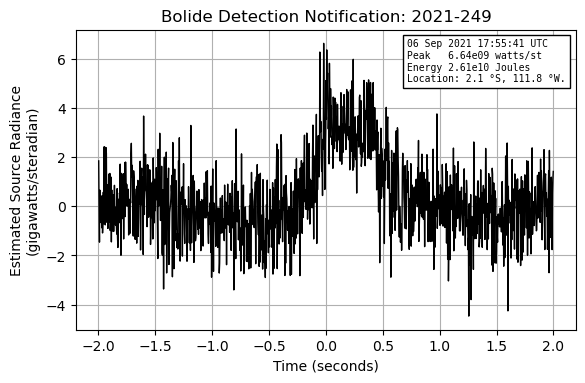 Bolide Detection Notification: 2021-249
06 Sep 2021 17:55:41 UTC
Peak   6.64e09 watts/st
Energy 2.61e10 Joules
Location: 2.1 °S, 111.8 °W.
Estimated Source Radiance
(gigawatts/steradian)
6
4
2
0
−2
−4
−2.0 −1.5 −1.0 −0.5 0.0 0.5 1.0 1.5 2.0
Time (seconds)